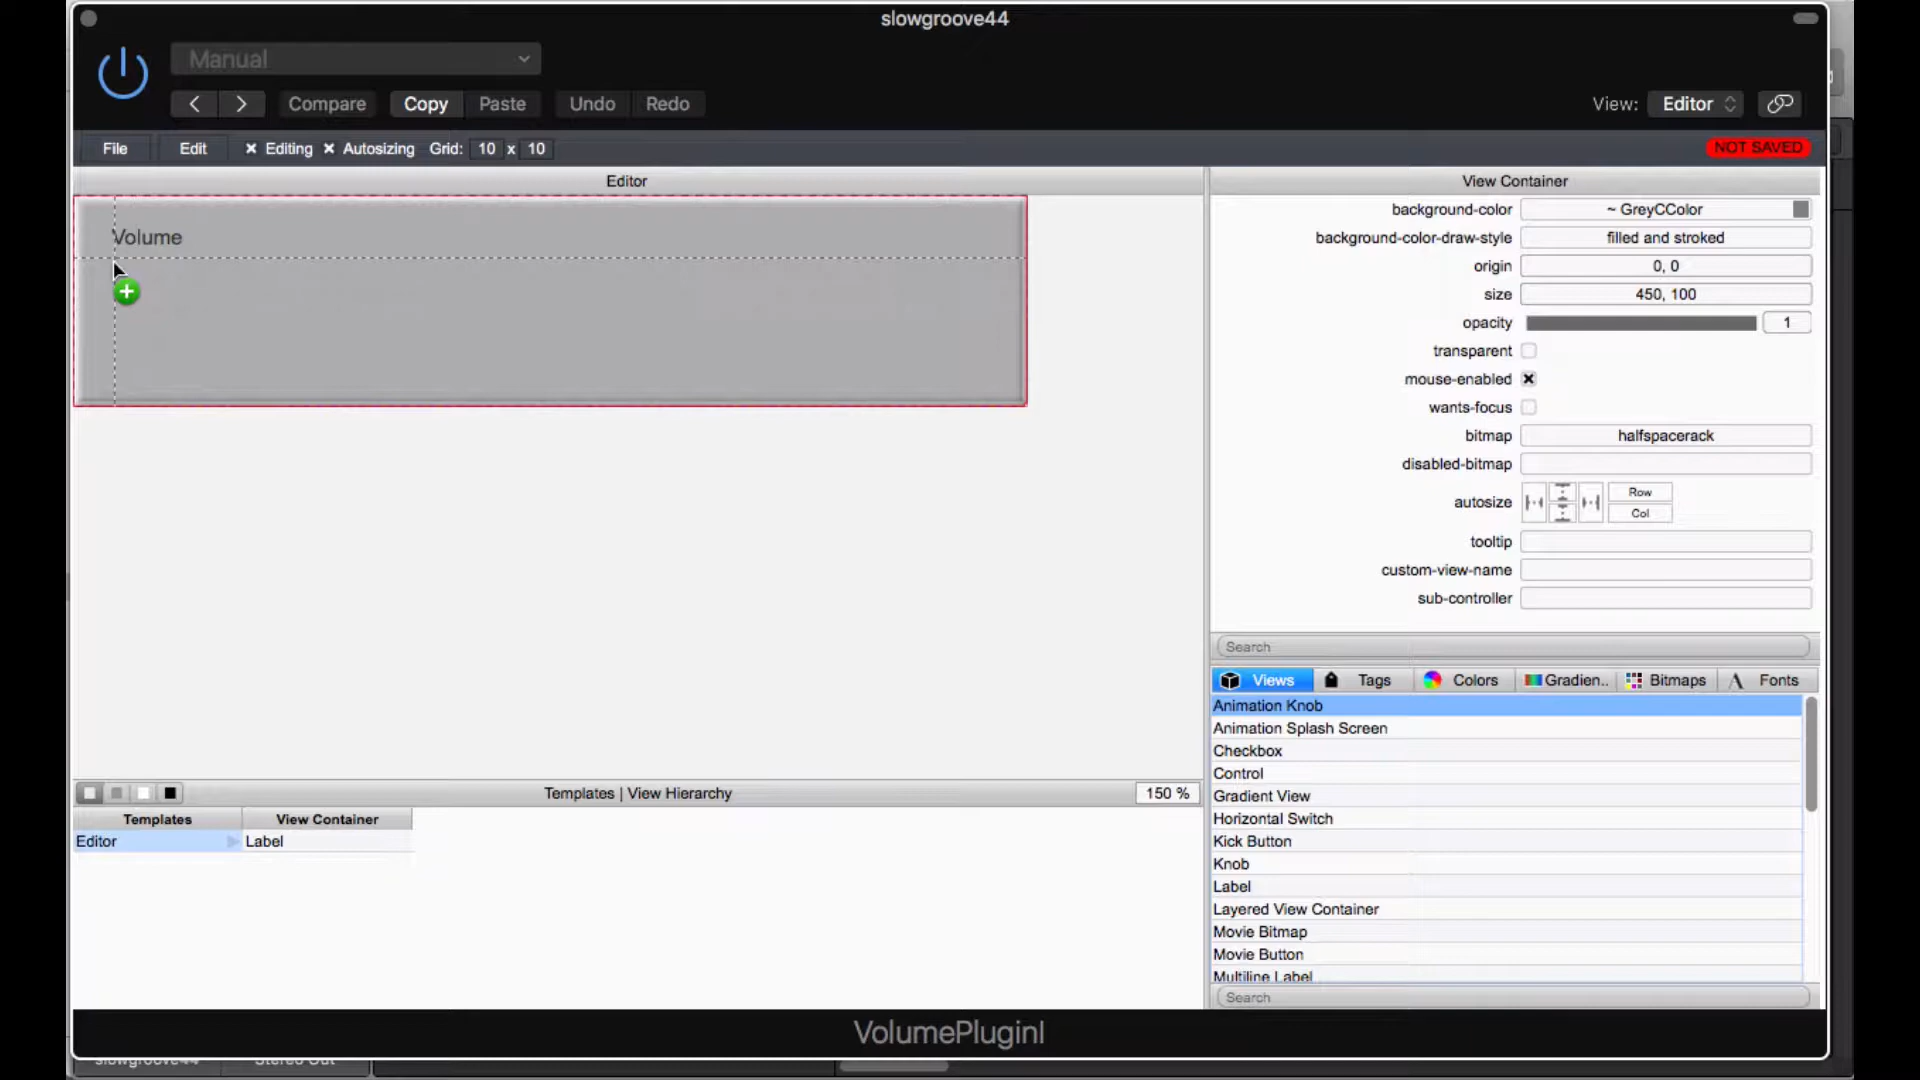 slowgroove44
Manual
Compare Copy Paste Undo Redo View: Editor
File Edit × Editing × Autosizing Grid: 10 x 10 NOT SAVED
Editor
Volume
View Container
background-color ~ GreyCColor
background-color-draw-style filled and stroked
origin 0, 0
size 450, 100
opacity 1
transparent
mouse-enabled
wants-focus
bitmap halfspacerack
disabled-bitmap
autosize Row
Col
tooltip
custom-view-name
sub-controller
Search
Views Tags Colors Gradien.. Bitmaps Fonts
Animation Knob
Animation Splash Screen
Checkbox
Control
Gradient View
Horizontal Switch
Kick Button
Knob
Label
Layered View Container
Movie Bitmap
Movie Button
Multiline Label
Search
Templates | View Hierarchy 150 %
Templates View Container
Editor Label
VolumePluginI
slowgroove44 Stereo Out